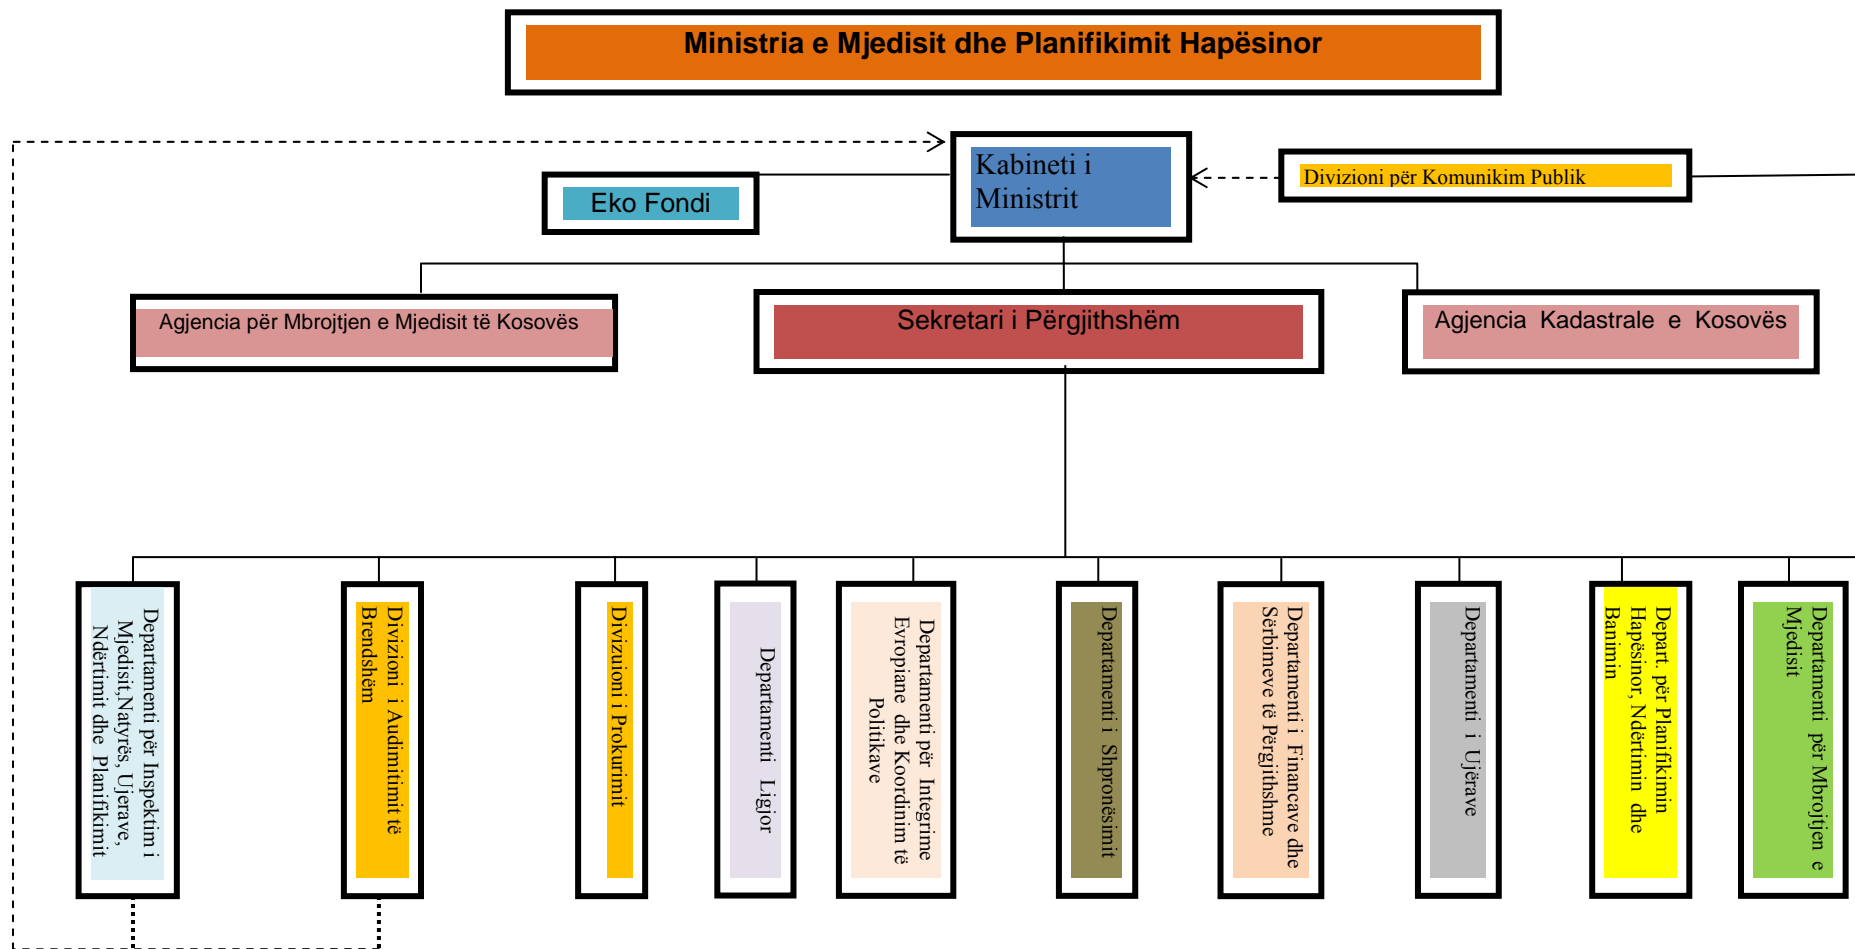 Ministria e Mjedisit dhe Planifikimit Hapësinor
Kabineti i
Ministrit
Divizioni për Komunikim Publik
Eko Fondi
Agjencia për Mbrojtjen e Mjedisit të Kosovës
Sekretari i Përgjithshëm
Agjencia Kadastrale e Kosovës
Departamenti për Inspektim i
Mjedisit,Natyrës, Ujerave,
Ndërtimit dhe Planifikimit
Divizioni i Audimitimit të
Brendshëm
Divizuioni i Prokurimit
Departamenti Ligjor
Departamenti për Integrime
Evropiane dhe Koordinim të
Politikave
Departamenti i Shpronësimit
Departamenti i Financave dhe
Sërbimeve të Përgjithshme
Departamenti i Ujërave
Depart. për Planifikimin
Hapësinor, Ndërtimin dhe
Banimin
Departamenti për Mbrojtjen e
Mjedisit